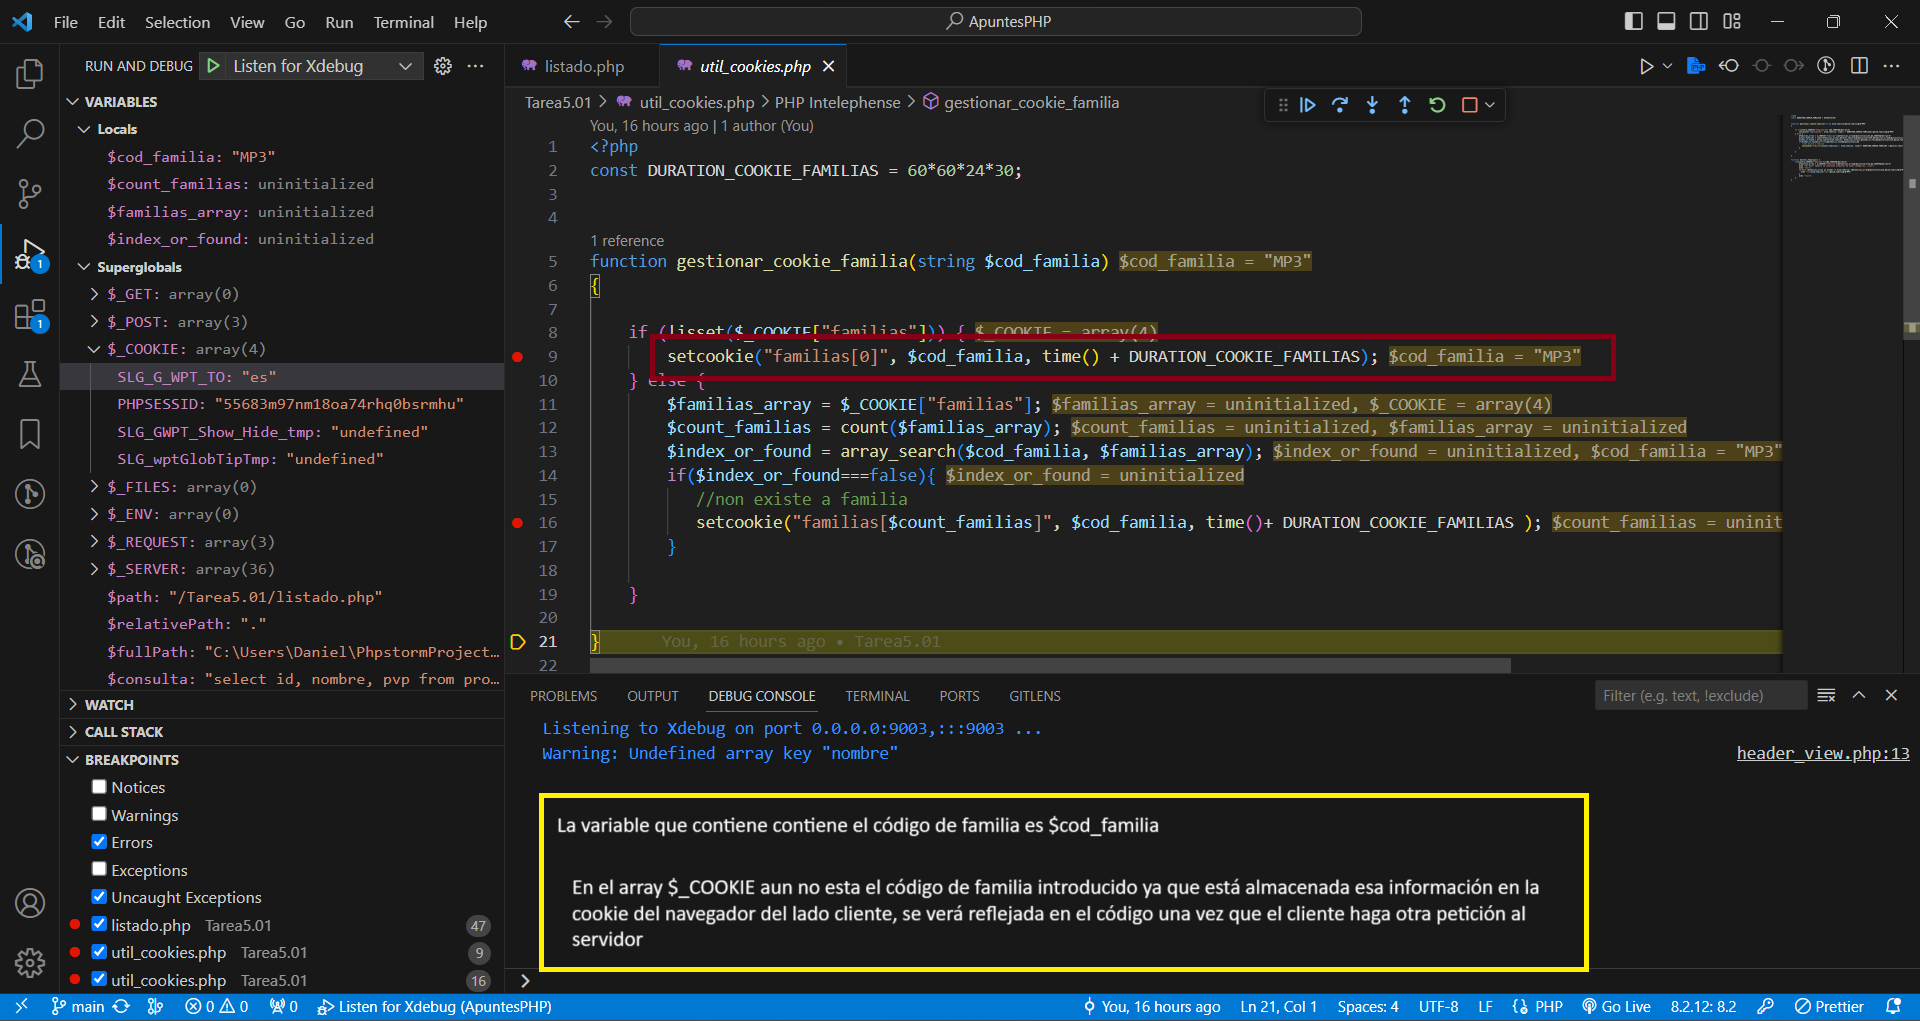 File Edit Selection View Go Run Terminal Help
ApuntesPHP
RUN AND DEBUG Listen for Xdebug
VARIABLES
Locals
$cod_familia: "MP3"
$count_familias: uninitialized
$familias_array: uninitialized
$index_or_found: uninitialized
Superglobals
$_GET: array(0)
$_POST: array(3)
$_COOKIE: array(4)
SLG_G_WPT_TO: "es"
PHPSESSID: "55683m97nm18oa74rhq0bsrmhu"
SLG_GWPT_Show_Hide_tmp: "undefined"
SLG_wptGlobTipTmp: "undefined"
$_FILES: array(0)
$_ENV: array(0)
$_REQUEST: array(3)
$_SERVER: array(36)
$path: "/Tarea5.01/listado.php"
$relativePath: "."
$fullPath: "C:\Users\Daniel\PhpstormProject...
$consulta: "select id, nombre, pvp from pro...
WATCH
CALL STACK
BREAKPOINTS
Notices
Warnings
Errors
Exceptions
Uncaught Exceptions
listado.php Tarea5.01 47
util_cookies.php Tarea5.01 9
util_cookies.php Tarea5.01 16
1
1
listado.php util_cookies.php
Tarea5.01 > util_cookies.php > PHP Intelephense > gestionar_cookie_familia
You, 16 hours ago | 1 author (You)
1 <?php
2 const DURATION_COOKIE_FAMILIAS = 60*60*24*30;
3
4
1 reference
5 function gestionar_cookie_familia(string $cod_familia) $cod_familia = "MP3"
6 {
7
8 if (!isset($_COOKIE["familias"])) { $_COOKIE = array(4)
9 setcookie("familias[0]", $cod_familia, time() + DURATION_COOKIE_FAMILIAS); $cod_familia = "MP3"
10 } else {
11 $familias_array = $_COOKIE["familias"]; $familias_array = uninitialized, $_COOKIE = array(4)
12 $count_familias = count($familias_array); $count_familias = uninitialized, $familias_array = uninitialized
13 $index_or_found = array_search($cod_familia, $familias_array); $index_or_found = uninitialized, $cod_familia = "MP3"
14 if($index_or_found===false){ $index_or_found = uninitialized
15 //non existe a familia
16 setcookie("familias[$count_familias]", $cod_familia, time()+ DURATION_COOKIE_FAMILIAS ); $count_familias = uninit
17 }
18
19 }
20
21 } You, 16 hours ago • Tarea5.01
22
PROBLEMS OUTPUT DEBUG CONSOLE TERMINAL PORTS GITLENS Filter (e.g. text, !exclude)
Listening to Xdebug on port 0.0.0.0:9003,:::9003 ...
Warning: Undefined array key "nombre" header_view.php:13
La variable que contiene contiene el código de familia es $cod_familia
En el array $_COOKIE aun no esta el código de familia introducido ya que está almacenada esa información en la
cookie del navegador del lado cliente, se verá reflejada en el código una vez que el cliente haga otra petición al
servidor
main 0 0 0 Listen for Xdebug (ApuntesPHP) You, 16 hours ago Ln 21, Col 1 Spaces: 4 UTF-8 LF PHP Go Live 8.2.12: 8.2 Prettier